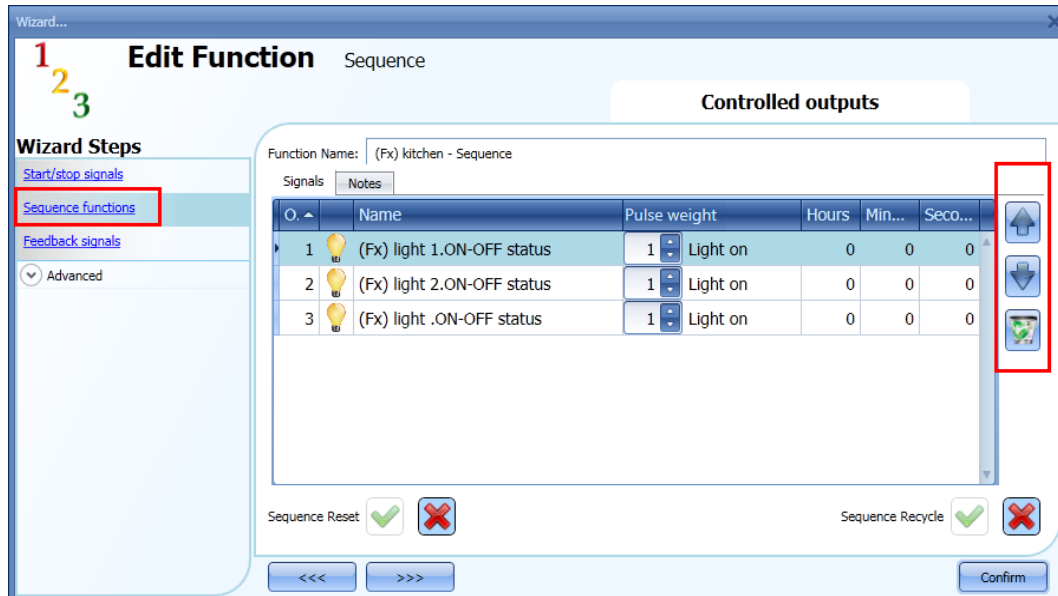 Wizard...
1 2 3
Edit Function Sequence
Controlled outputs
Wizard Steps
Start/stop signals
Sequence functions
Feedback signals
Advanced
Function Name: (Fx) kitchen - Sequence
Signals Notes
O. Name Pulse weight Hours Min... Seco...
1 (Fx) light 1.ON-OFF status 1 Light on 0 0 0
2 (Fx) light 2.ON-OFF status 1 Light on 0 0 0
3 (Fx) light .ON-OFF status 1 Light on 0 0 0
Sequence Reset Sequence Recycle
<<< >>> Confirm